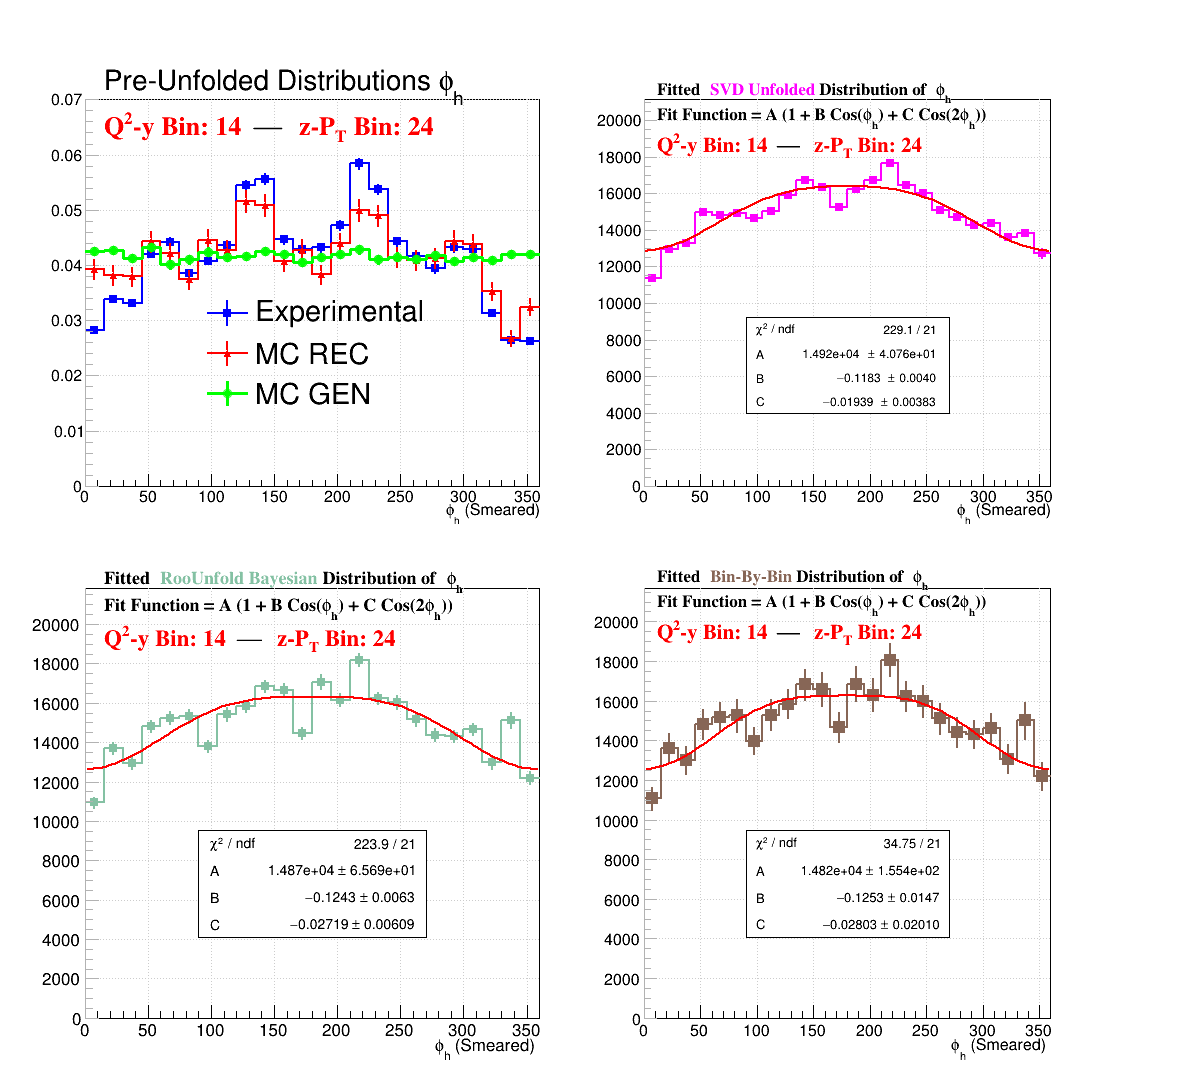 Pre-Unfolded Distributions ϕh
Q²-y Bin: 14 — z-PT Bin: 24
0.07
0.06
0.05
0.04
0.03
0.02
0.01
0
Experimental
MC REC
MC GEN
0 50 100 150 200 250 300 350
ϕh (Smeared)
Fitted SVD Unfolded Distribution of ϕh
Fit Function = A (1 + B Cos(ϕh) + C Cos(2ϕh))
Q²-y Bin: 14 — z-PT Bin: 24
20000
18000
16000
14000
12000
10000
8000
6000
4000
2000
0
χ² / ndf 229.1 / 21
A 1.492e+04 ± 4.076e+01
B −0.1183 ± 0.0040
C −0.01939 ± 0.00383
0 50 100 150 200 250 300 350
ϕh (Smeared)
Fitted RooUnfold Bayesian Distribution of ϕh
Fit Function = A (1 + B Cos(ϕh) + C Cos(2ϕh))
Q²-y Bin: 14 — z-PT Bin: 24
20000
18000
16000
14000
12000
10000
8000
6000
4000
2000
0
χ² / ndf 223.9 / 21
A 1.487e+04 ± 6.569e+01
B −0.1243 ± 0.0063
C −0.02719 ± 0.00609
0 50 100 150 200 250 300 350
ϕh (Smeared)
Fitted Bin-By-Bin Distribution of ϕh
Fit Function = A (1 + B Cos(ϕh) + C Cos(2ϕh))
Q²-y Bin: 14 — z-PT Bin: 24
20000
18000
16000
14000
12000
10000
8000
6000
4000
2000
0
χ² / ndf 34.75 / 21
A 1.482e+04 ± 1.554e+02
B −0.1253 ± 0.0147
C −0.02803 ± 0.02010
0 50 100 150 200 250 300 350
ϕh (Smeared)